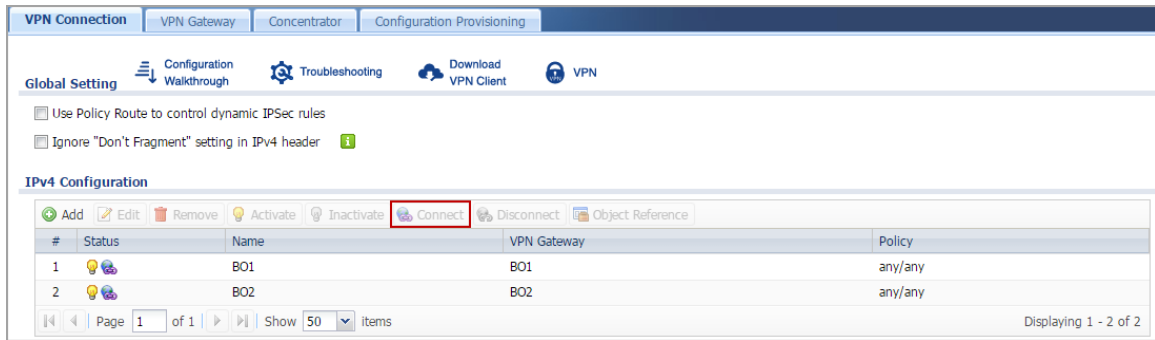 VPN Connection VPN Gateway Concentrator Configuration Provisioning
Global Setting Configuration Walkthrough Troubleshooting Download VPN Client VPN
Use Policy Route to control dynamic IPSec rules
Ignore "Don't Fragment" setting in IPv4 header
IPv4 Configuration
Add Edit Remove Activate Inactivate Connect Disconnect Object Reference
# Status Name VPN Gateway Policy
1 BO1 BO1 any/any
2 BO2 BO2 any/any
Page 1 of 1 Show 50 items Displaying 1 - 2 of 2